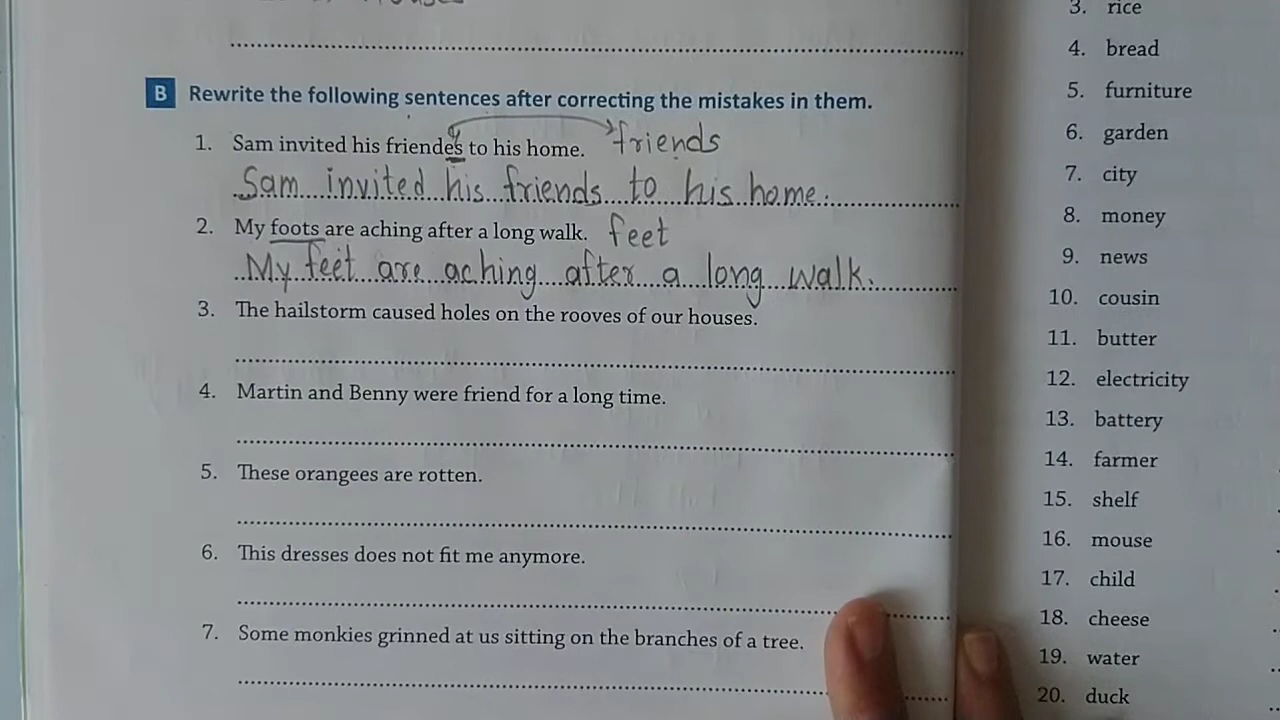 B Rewrite the following sentences after correcting the mistakes in them.
1. Sam invited his friendes to his home. friends
Sam invited his friends to his home.
2. My foots are aching after a long walk. feet
My feet are aching after a long walk.
3. The hailstorm caused holes on the rooves of our houses.
4. Martin and Benny were friend for a long time.
5. These orangees are rotten.
6. This dresses does not fit me anymore.
7. Some monkies grinned at us sitting on the branches of a tree.
3. rice
4. bread
5. furniture
6. garden
7. city
8. money
9. news
10. cousin
11. butter
12. electricity
13. battery
14. farmer
15. shelf
16. mouse
17. child
18. cheese
19. water
20. duck